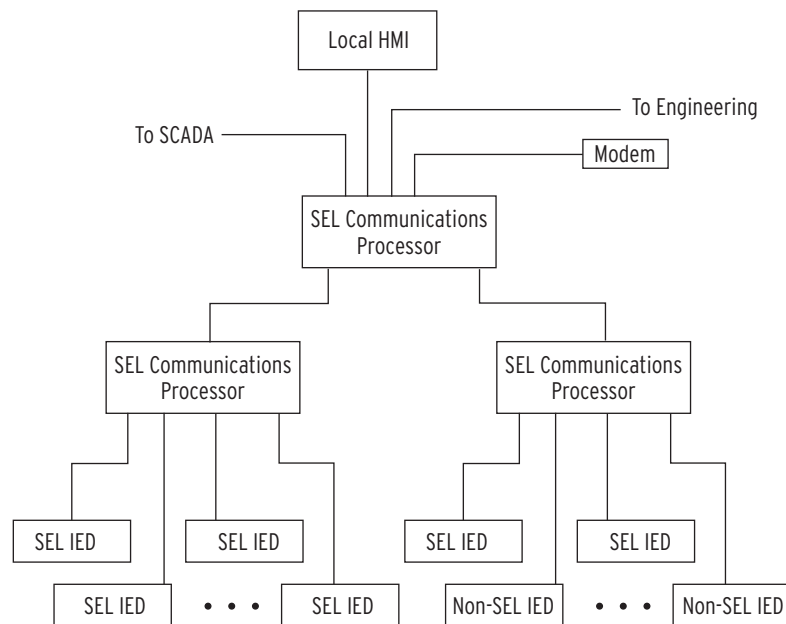 Local HMI
To Engineering
To SCADA
Modem
SEL Communications
Processor
SEL Communications
Processor
SEL Communications
Processor
SEL IED
SEL IED
SEL IED
SEL IED
SEL IED
• • •
SEL IED
Non-SEL IED
• • •
Non-SEL IED